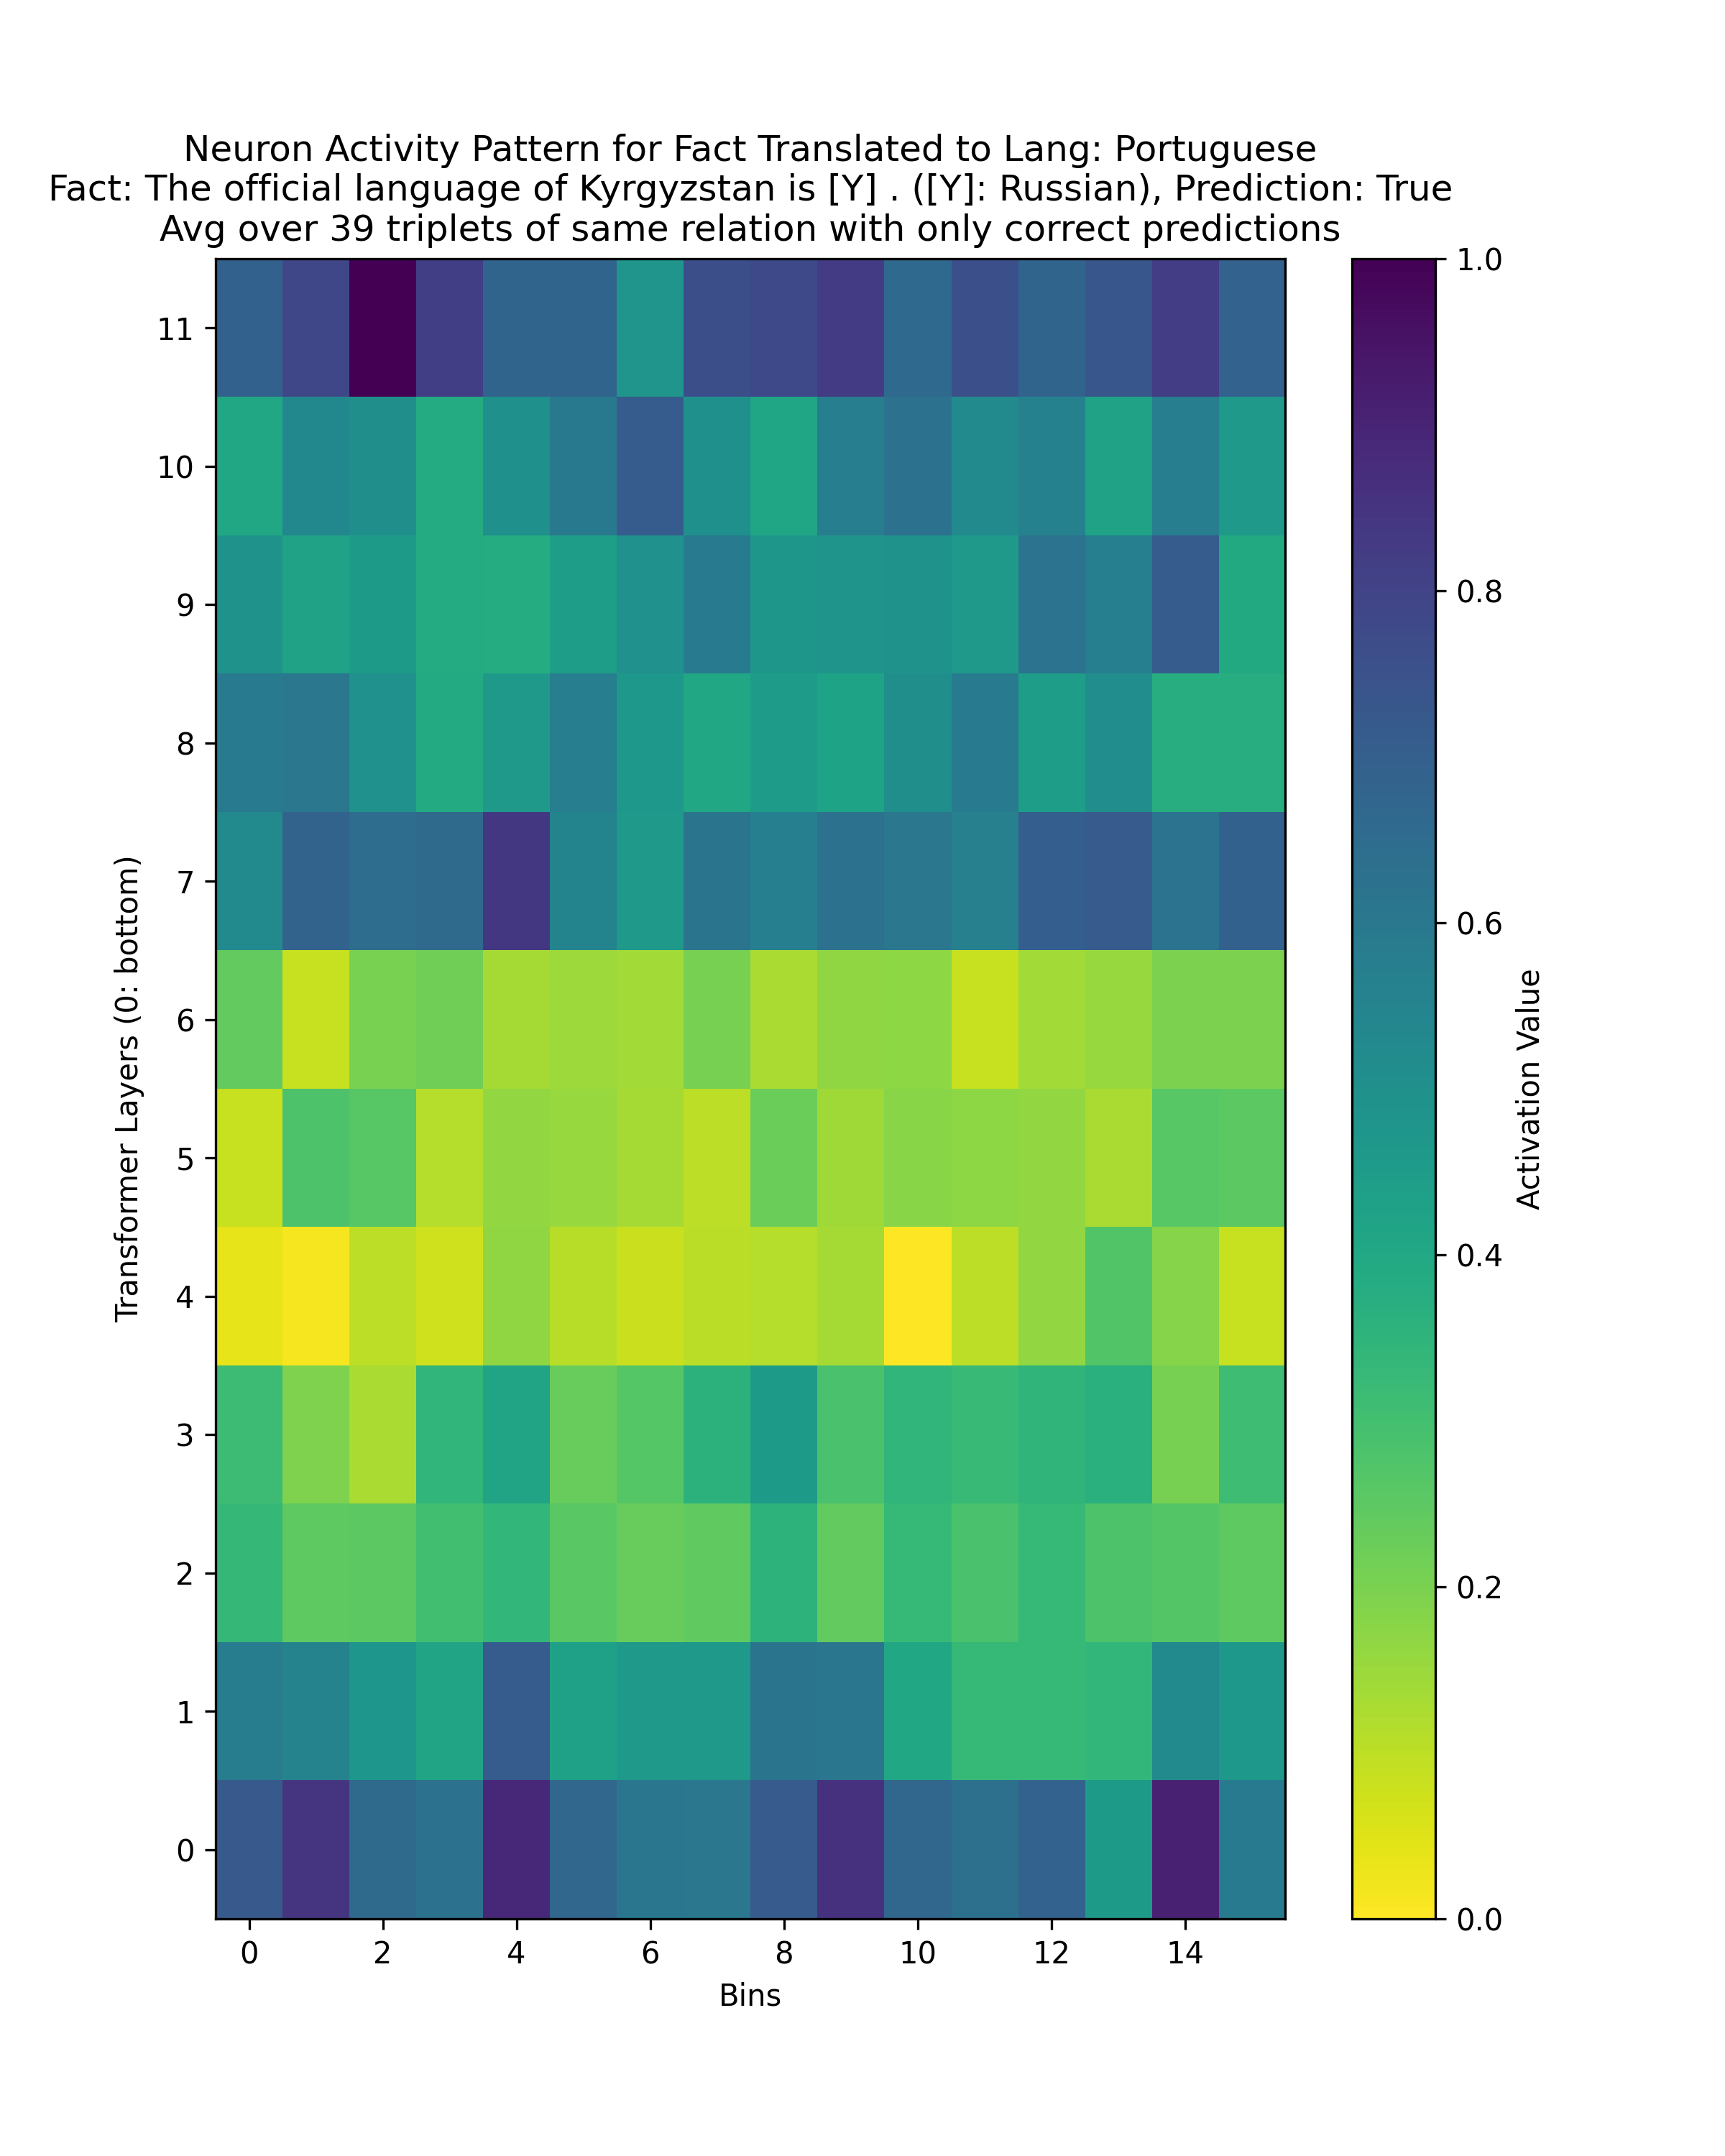 Neuron Activity Pattern for Fact Translated to Lang: Portuguese
Fact: The official language of Kyrgyzstan is [Y] . ([Y]: Russian), Prediction: True
Avg over 39 triplets of same relation with only correct predictions
Transformer Layers (0: bottom)
11
10
9
8
7
6
5
4
3
2
1
0
0 2 4 6 8 10 12 14
Bins
1.0
0.8
0.6
0.4
0.2
0.0
Activation Value